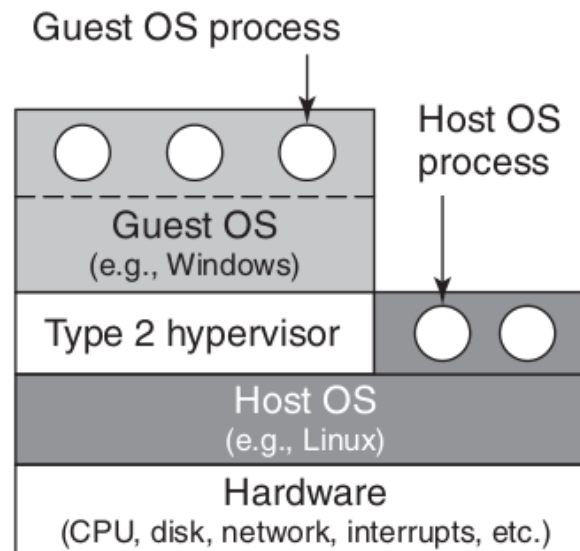 Guest OS process
Host OS
process
Guest OS
(e.g., Windows)
Type 2 hypervisor
Host OS
(e.g., Linux)
Hardware
(CPU, disk, network, interrupts, etc.)